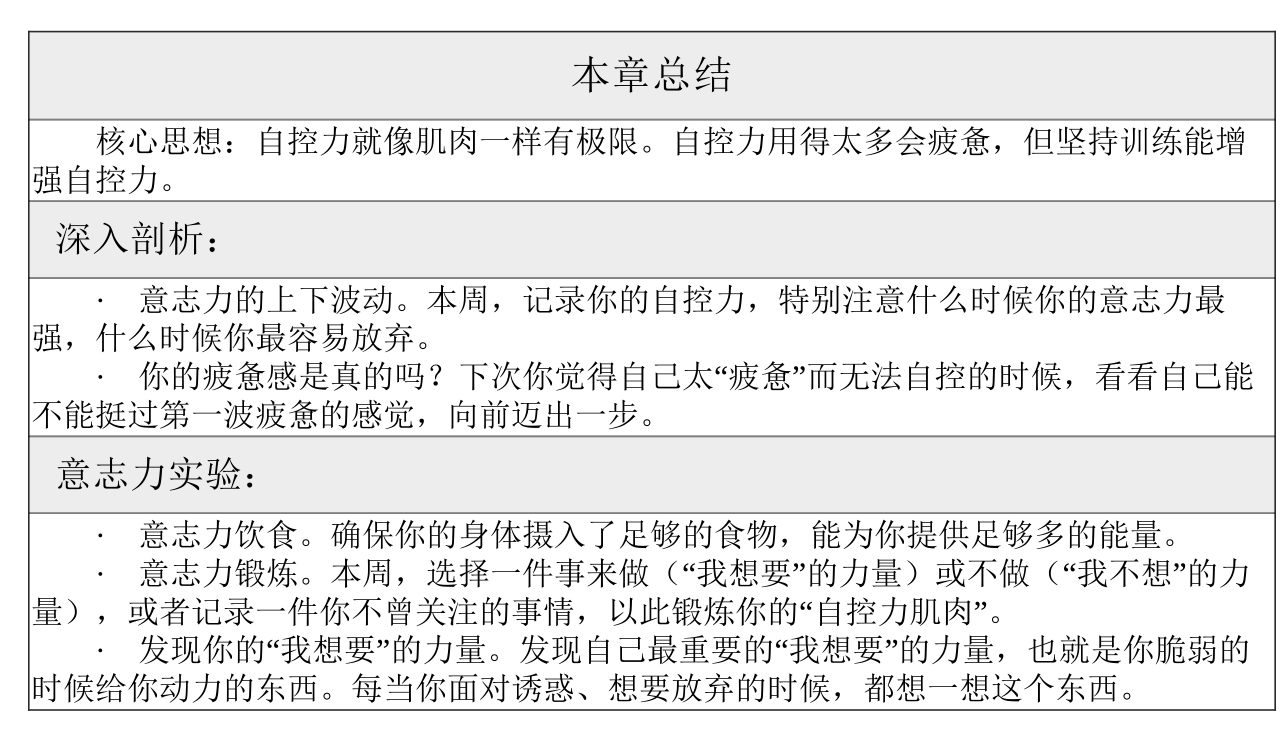 本章总结
核心思想：自控力就像肌肉一样有极限。自控力用得太多会疲惫，但坚持训练能增
强自控力。
深入剖析：
· 意志力的上下波动。本周，记录你的自控力，特别注意什么时候你的意志力最
强，什么时候你最容易放弃。
· 你的疲惫感是真的吗？下次你觉得自己太“疲惫”而无法自控的时候，看看自己能
不能挺过第一波疲惫的感觉，向前迈出一步。
意志力实验：
· 意志力饮食。确保你的身体摄入了足够的食物，能为你提供足够多的能量。
· 意志力锻炼。本周，选择一件事来做（“我想要”的力量）或不做（“我不想”的力
量），或者记录一件你不曾关注的事情，以此锻炼你的“自控力肌肉”。
· 发现你的“我想要”的力量。发现自己最重要的“我想要”的力量，也就是你脆弱的
时候给你动力的东西。每当你面对诱惑、想要放弃的时候，都想一想这个东西。